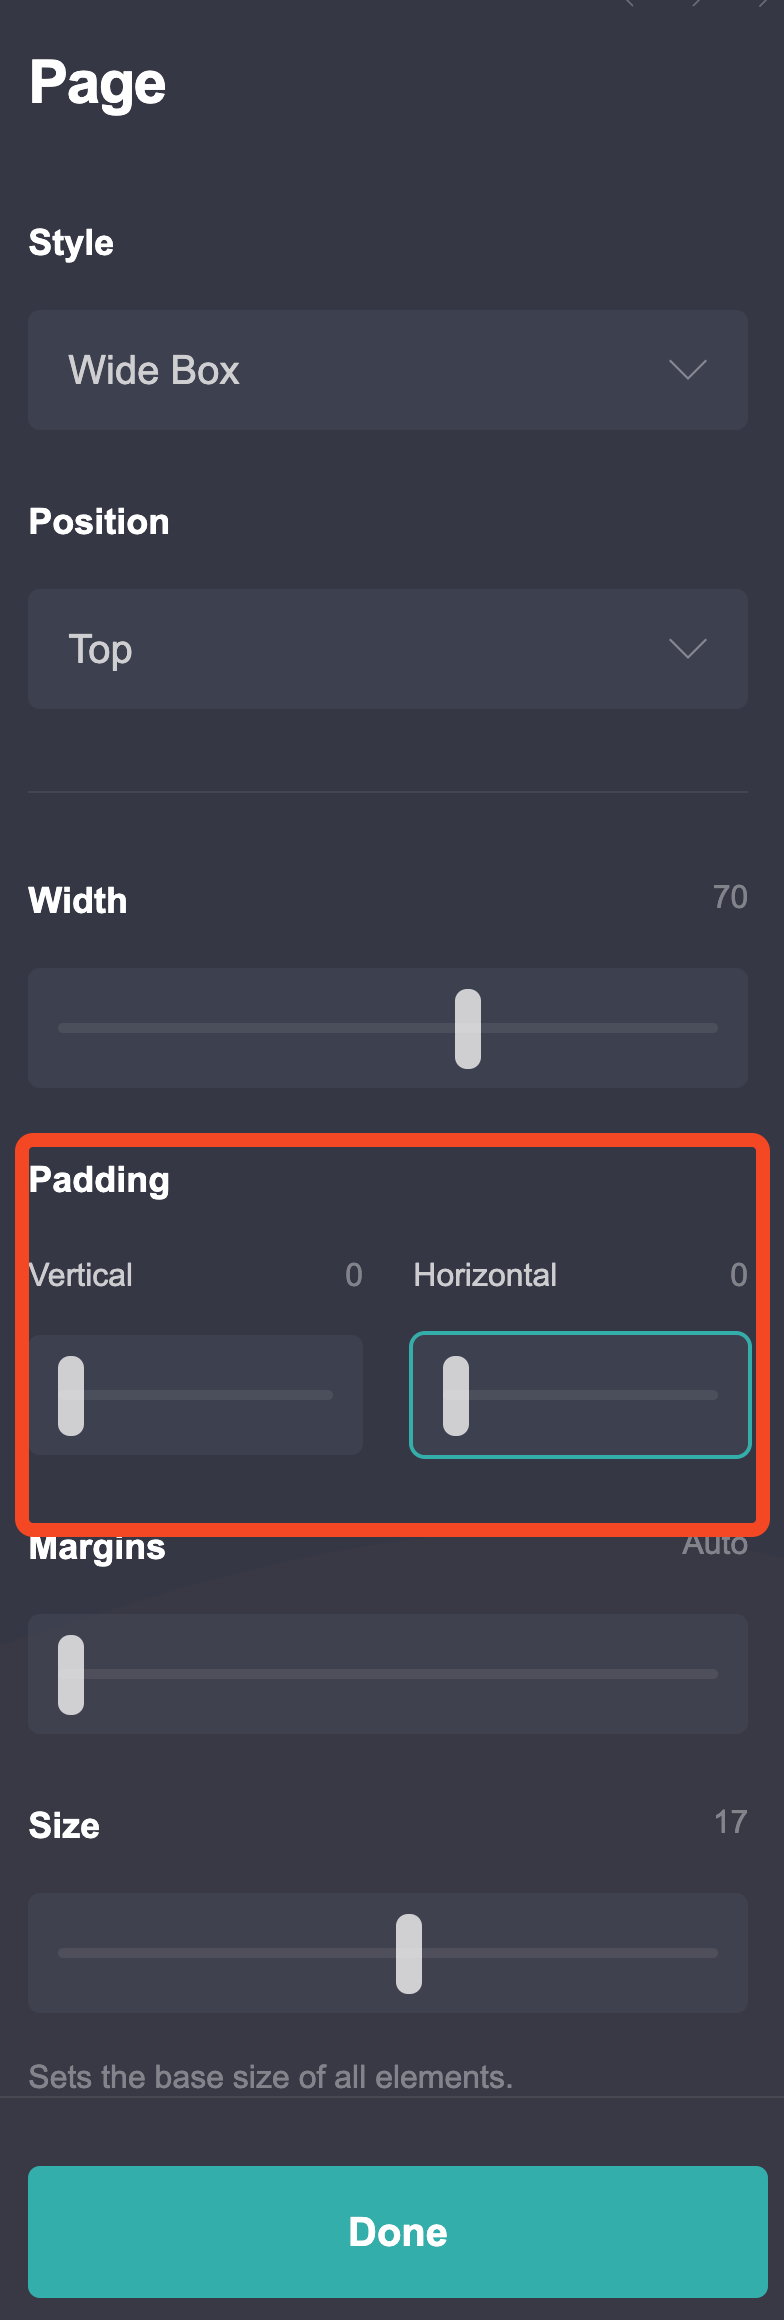 Page
Style
Wide Box
Position
Top
Width 70
Padding
Vertical 0 Horizontal 0
Margins Auto
Size 17
Sets the base size of all elements.
Done